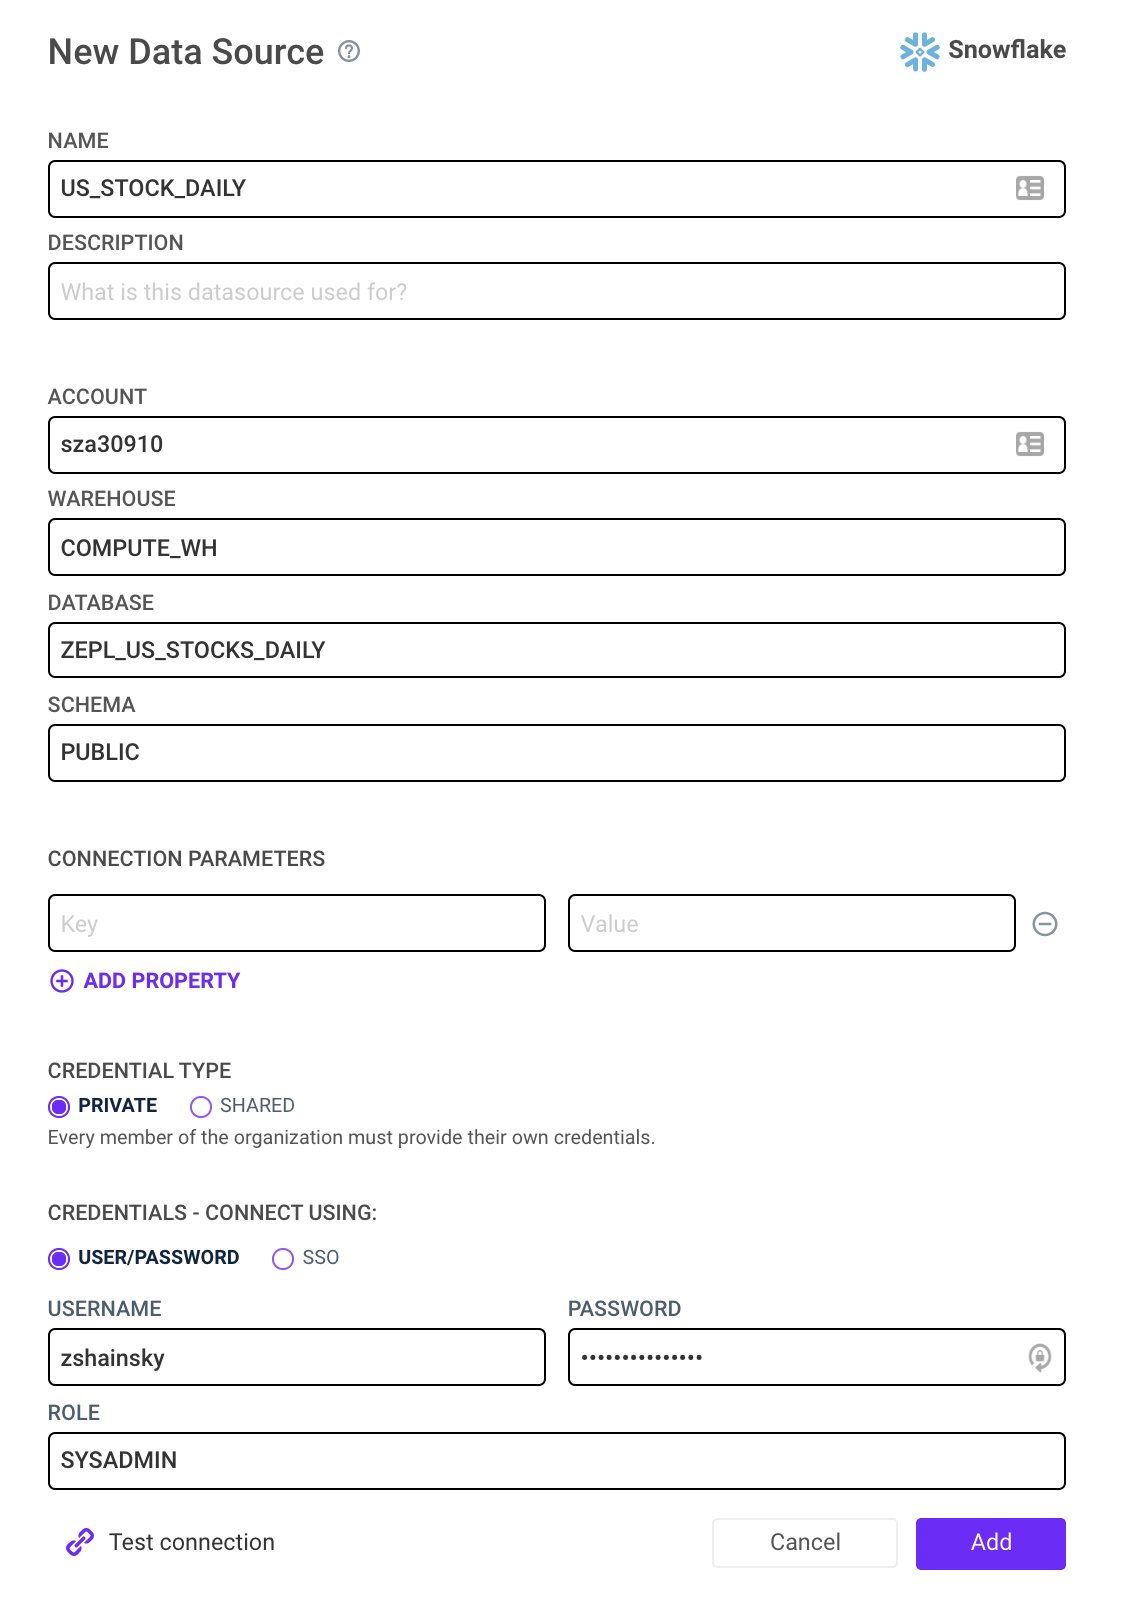 New Data Source ?
Snowflake
NAME
US_STOCK_DAILY
DESCRIPTION
What is this datasource used for?
ACCOUNT
sza30910
WAREHOUSE
COMPUTE_WH
DATABASE
ZEPL_US_STOCKS_DAILY
SCHEMA
PUBLIC
CONNECTION PARAMETERS
Key Value
ADD PROPERTY
CREDENTIAL TYPE
PRIVATE SHARED
Every member of the organization must provide their own credentials.
CREDENTIALS - CONNECT USING:
USER/PASSWORD SSO
USERNAME PASSWORD
zshainsky •••••••••••••••
ROLE
SYSADMIN
Test connection Cancel Add